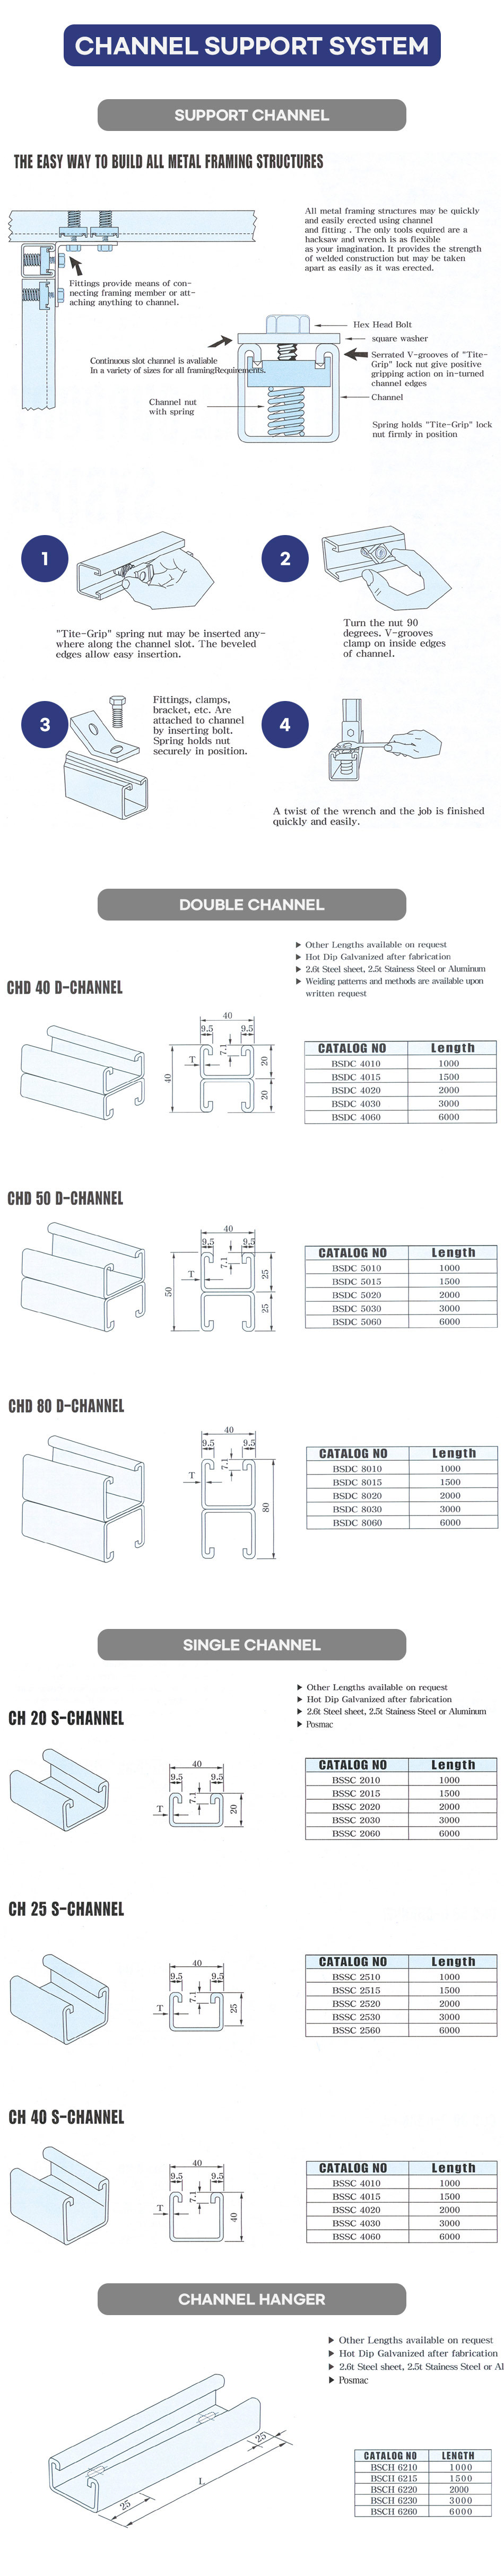 CHANNEL SUPPORT SYSTEM
SUPPORT CHANNEL
THE EASY WAY TO BUILD ALL METAL FRAMING STRUCTURES
All metal framing structures may be quickly
and easily erected using channel
and fitting . The only tools equired are a
hacksaw and wrench is as flexible
as your imagination. It provides the strength
of welded construction but may be taken
apart as easily as it was erected.
Fittings provide means of con-
necting framing member or att-
aching anything to channel.
Hex Head Bolt
square washer
Continuous slot channel is avaliable
In a variety of sizes for all framingRequirements.
Serrated V-grooves of "Tite-
Grip" lock nut give positive
gripping action on in-turned
channel edges
Channel
Channel nut
with spring
Spring holds "Tite-Grip" lock
nut firmly in position
1
2
"Tite-Grip" spring nut may be inserted any-
where along the channel slot. The beveled
edges allow easy insertion.
Turn the nut 90
degrees. V-grooves
clamp on inside edges
of channel.
3
Fittings, clamps,
bracket, etc. Are
attached to channel
by inserting bolt.
Spring holds nut
securely in position.
4
A twist of the wrench and the job is finished
quickly and easily.
DOUBLE CHANNEL
▶ Other Lengths available on request
▶ Hot Dip Galvanized after fabrication
▶ 2.6t Steel sheet, 2.5t Stainess Steel or Aluminum
▶ Weiding patterns and methods are available upon
written request
CHD 40 D-CHANNEL
40
9.5 9.5
7.1
T
40
20
20
CATALOG NO Length
BSDC 4010 1000
BSDC 4015 1500
BSDC 4020 2000
BSDC 4030 3000
BSDC 4060 6000
CHD 50 D-CHANNEL
40
9.5 9.5
7.1
T
50
25
25
CATALOG NO Length
BSDC 5010 1000
BSDC 5015 1500
BSDC 5020 2000
BSDC 5030 3000
BSDC 5060 6000
CHD 80 D-CHANNEL
40
9.5 9.5
7.1
T
80
CATALOG NO Length
BSDC 8010 1000
BSDC 8015 1500
BSDC 8020 2000
BSDC 8030 3000
BSDC 8060 6000
SINGLE CHANNEL
▶ Other Lengths available on request
▶ Hot Dip Galvanized after fabrication
▶ 2.6t Steel sheet, 2.5t Stainess Steel or Aluminum
▶ Posmac
CH 20 S-CHANNEL
40
9.5 9.5
7.1
T
20
CATALOG NO Length
BSSC 2010 1000
BSSC 2015 1500
BSSC 2020 2000
BSSC 2030 3000
BSSC 2060 6000
CH 25 S-CHANNEL
40
9.5 9.5
7.1
T
25
CATALOG NO Length
BSSC 2510 1000
BSSC 2515 1500
BSSC 2520 2000
BSSC 2530 3000
BSSC 2560 6000
CH 40 S-CHANNEL
40
9.5 9.5
7.1
T
40
CATALOG NO Length
BSSC 4010 1000
BSSC 4015 1500
BSSC 4020 2000
BSSC 4030 3000
BSSC 4060 6000
CHANNEL HANGER
▶ Other Lengths available on request
▶ Hot Dip Galvanized after fabrication
▶ 2.6t Steel sheet, 2.5t Stainess Steel or Al
▶ Posmac
25
L
25
CATALOG NO LENGTH
BSCH 6210 1000
BSCH 6215 1500
BSCH 6220 2000
BSCH 6230 3000
BSCH 6260 6000